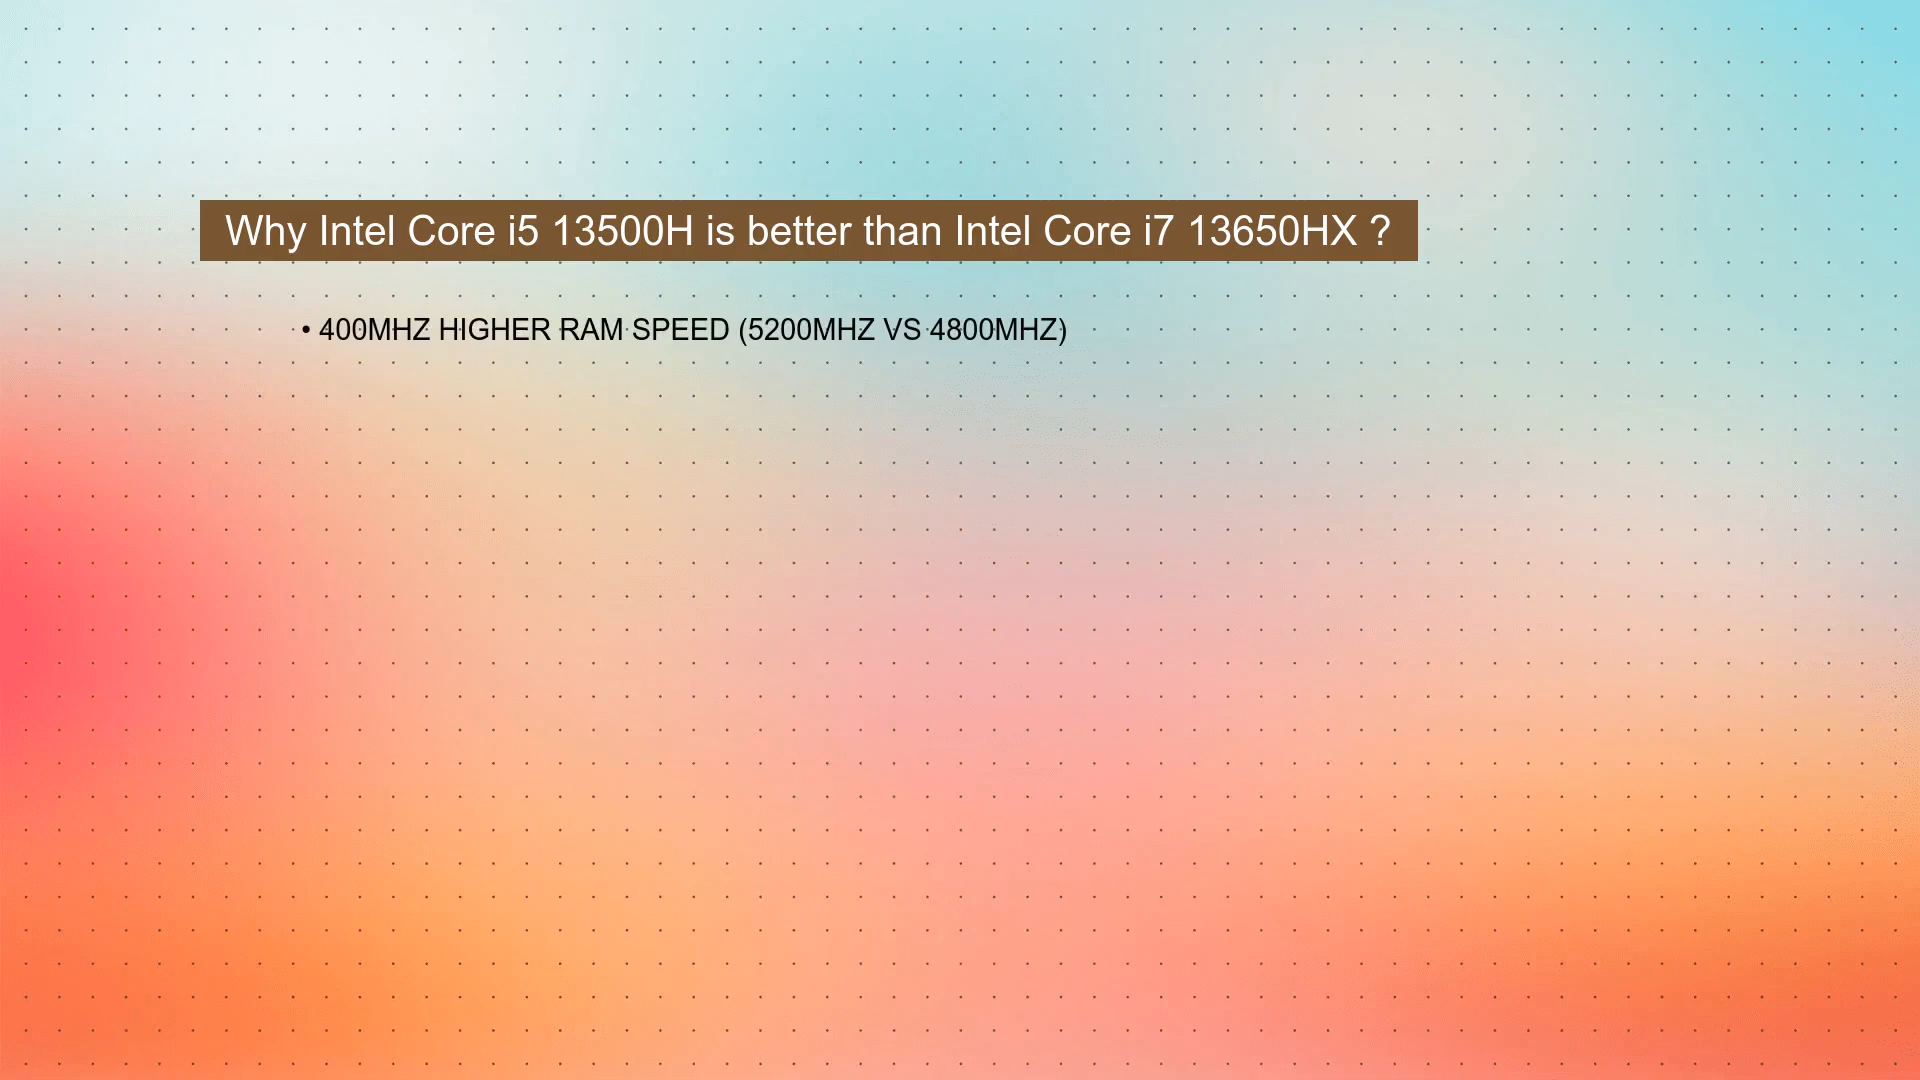 Why Intel Core i5 13500H is better than Intel Core i7 13650HX ?
• 400MHZ HIGHER RAM SPEED (5200MHZ VS 4800MHZ)